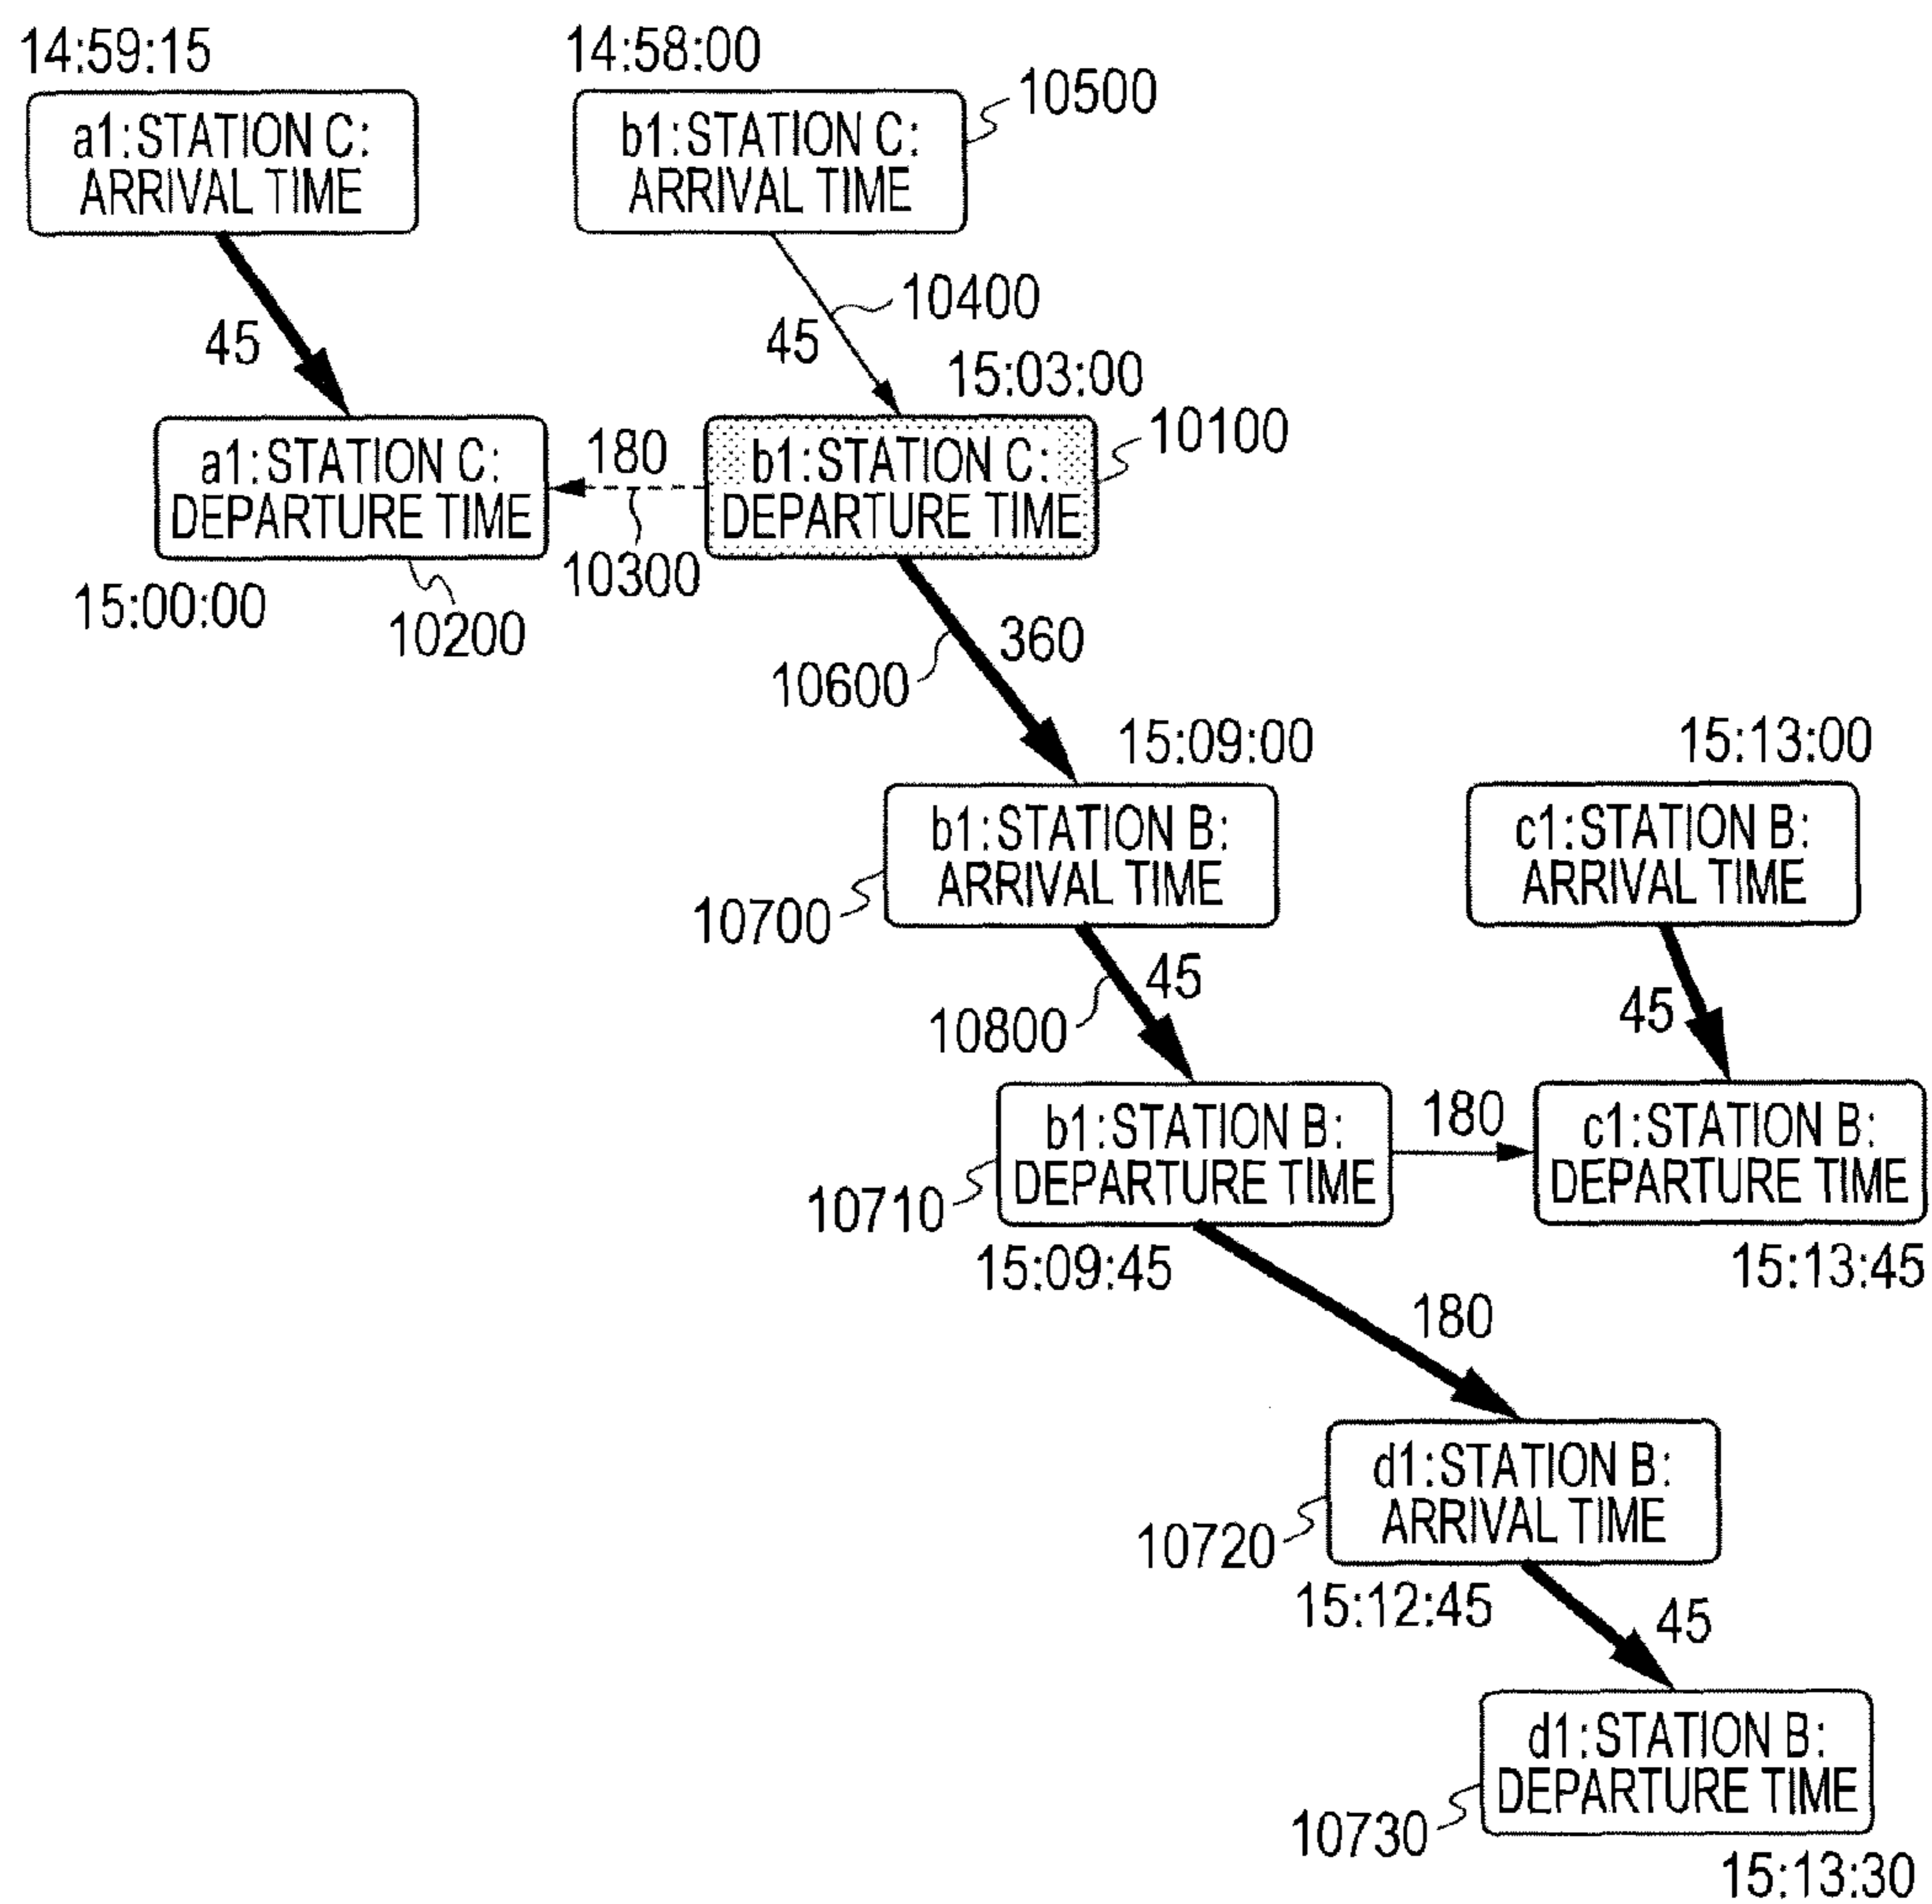 14:59:15
14:58:00
10500
a1:STATION C:
ARRIVAL TIME
b1:STATION C:
ARRIVAL TIME
10400
45
45
15:03:00
10100
a1:STATION C:
DEPARTURE TIME
180
b1:STATION C:
DEPARTURE TIME
10300
15:00:00
10200
360
10600
15:09:00
15:13:00
b1:STATION B:
ARRIVAL TIME
c1:STATION B:
ARRIVAL TIME
10700
45
45
10800
b1:STATION B:
DEPARTURE TIME
180
c1:STATION B:
DEPARTURE TIME
10710
15:09:45
15:13:45
180
d1:STATION B:
ARRIVAL TIME
10720
15:12:45
45
d1:STATION B:
DEPARTURE TIME
10730
15:13:30